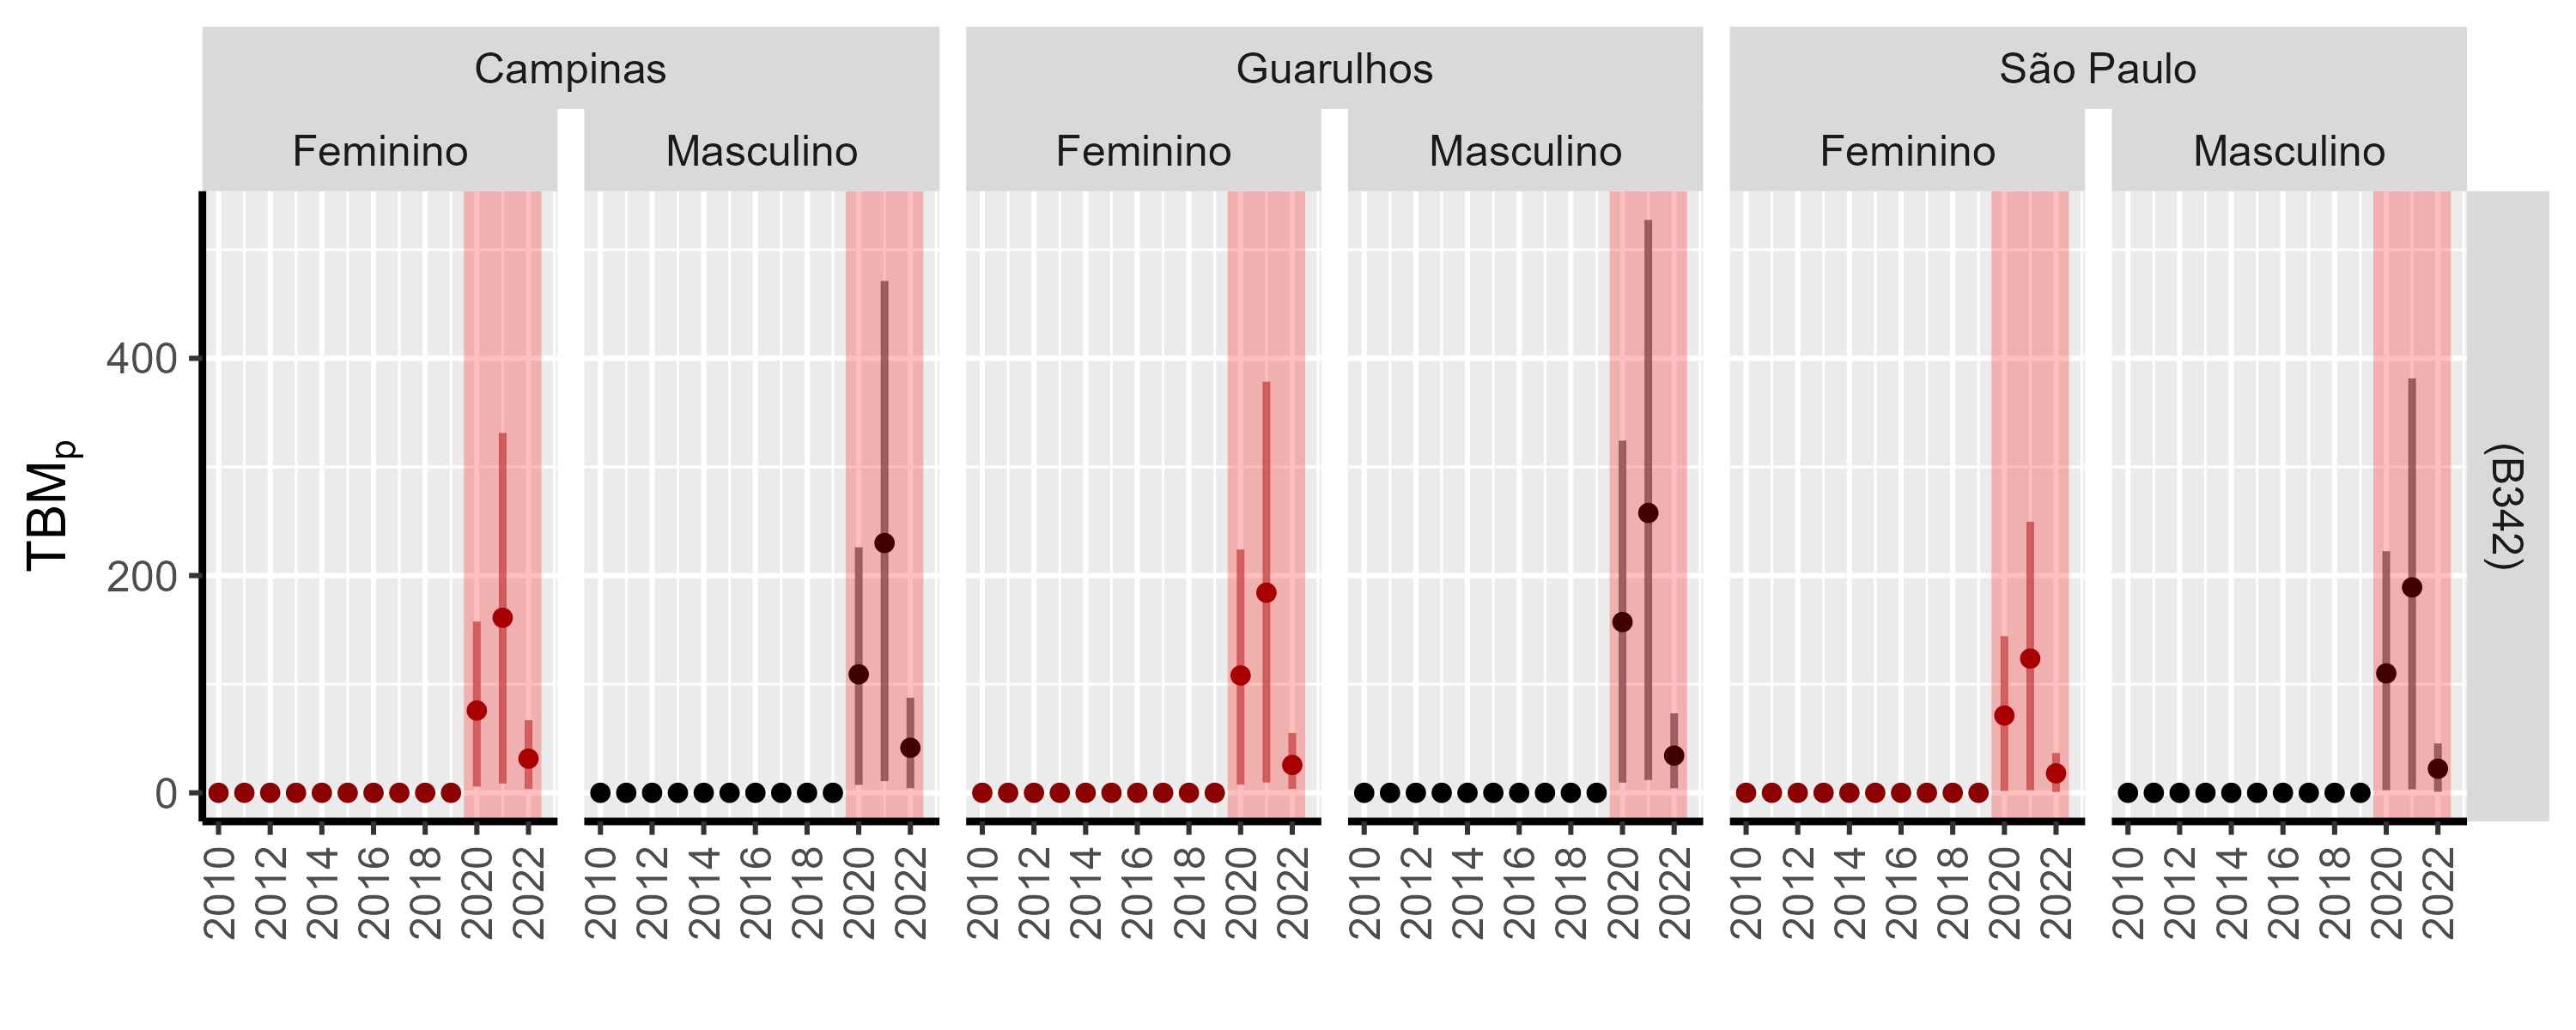 Campinas Guarulhos São Paulo
Feminino Masculino Feminino Masculino Feminino Masculino
TBMp
400
200
0
(B342)
2010 2012 2014 2016 2018 2020 2022 2010 2012 2014 2016 2018 2020 2022 2010 2012 2014 2016 2018 2020 2022 2010 2012 2014 2016 2018 2020 2022 2010 2012 2014 2016 2018 2020 2022 2010 2012 2014 2016 2018 2020 2022